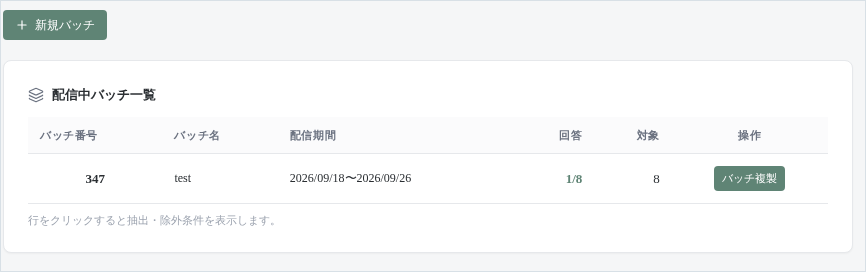 新規バッチ
配信中バッチ一覧
バッチ番号 バッチ名 配信期間 回答 対象 操作
347 test 2026/09/18〜2026/09/26 1/8 8 バッチ複製
行をクリックすると抽出・除外条件を表示します。